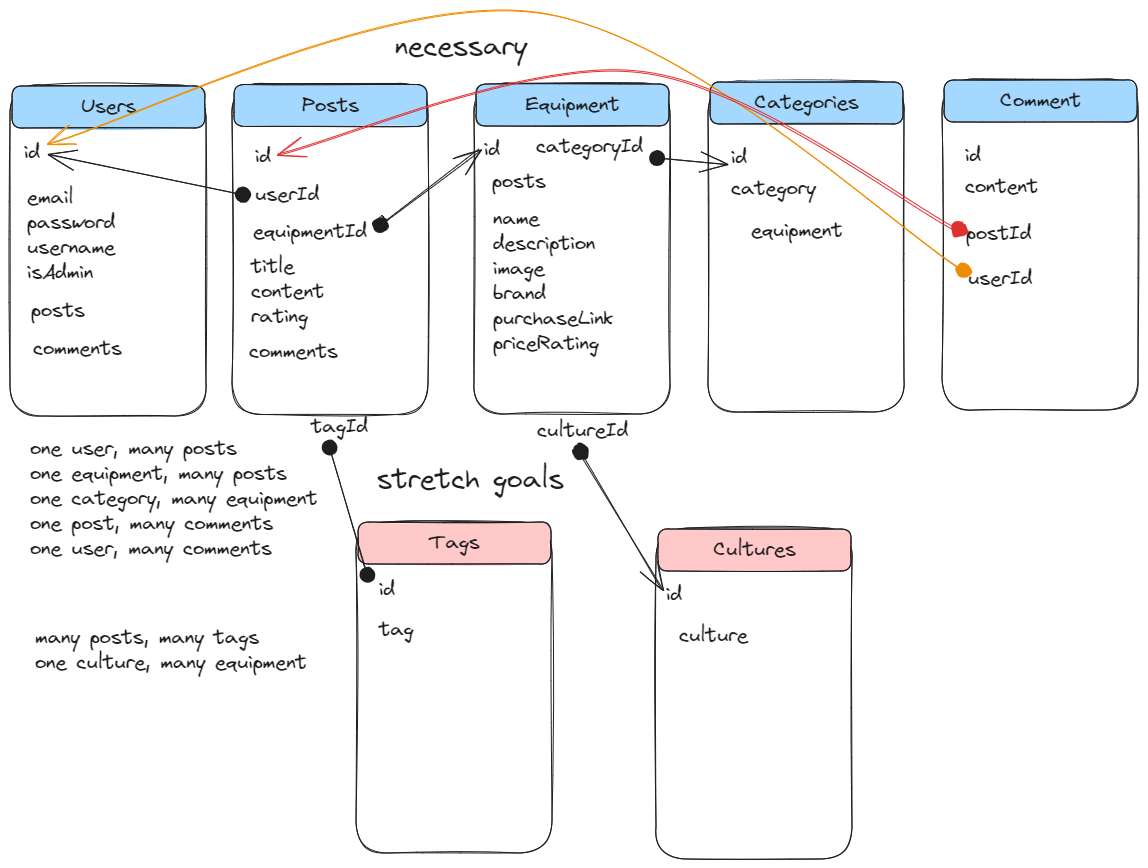 necessary
Users
id
email
password
username
isAdmin
posts
comments
Posts
id
userId
equipmentId
title
content
rating
comments
tagId
Equipment
id categoryId
posts
name
description
image
brand
purchaseLink
priceRating
cultureId
Categories
id
category
equipment
Comment
id
content
postId
userId
one user, many posts
one equipment, many posts
one category, many equipment
one post, many comments
one user, many comments
many posts, many tags
one culture, many equipment
stretch goals
Tags
id
tag
Cultures
id
culture